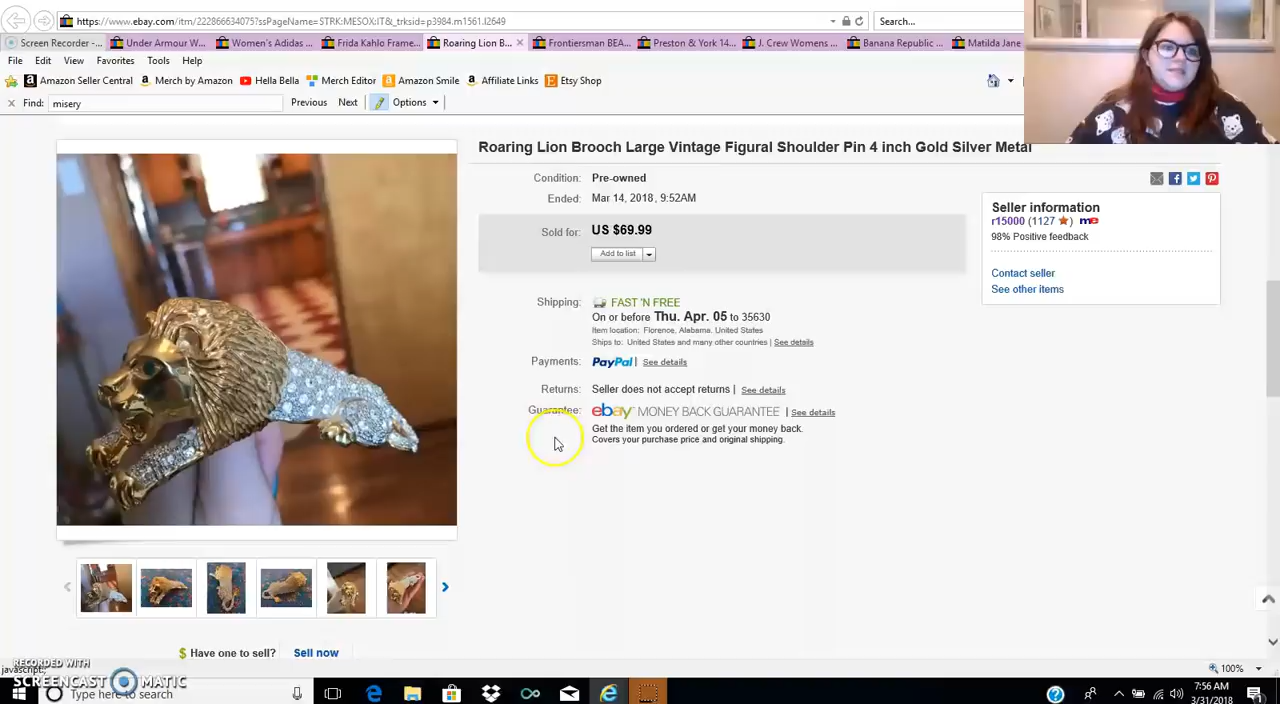 https://www.ebay.com/itm/222866634075?ssPageName=STRK:MESOX:IT&_trksid=p3984.m1561.l2649
Search...
Screen Recorder -...
Under Armour W...
Women's Adidas ...
Frida Kahlo Frame...
Roaring Lion B...
Frontiersman BEA...
Preston & York 14...
J. Crew Womens ...
Banana Republic ...
Matilda Jane
File Edit View Favorites Tools Help
Amazon Seller Central
Merch by Amazon
Hella Bella
Merch Editor
Amazon Smile
Affiliate Links
Etsy Shop
Find: misery
Previous Next
Options
Roaring Lion Brooch Large Vintage Figural Shoulder Pin 4 inch Gold Silver Metal
Condition: Pre-owned
Ended: Mar 14, 2018, 9:52AM
Sold for: US $69.99
Add to list
Seller information
r15000 (1127 ) me
98% Positive feedback
Contact seller
See other items
Shipping: FAST 'N FREE
On or before Thu. Apr. 05 to 35630
Item location: Florence, Alabama, United States
Ships to: United States and many other countries | See details
Payments: PayPal | See details
Returns: Seller does not accept returns | See details
Guarantee: ebay MONEY BACK GUARANTEE | See details
Get the item you ordered or get your money back.
Covers your purchase price and original shipping.
$ Have one to sell? Sell now
javascript:
100%
RECORDED WITH
SCREENCAST MATIC
Type here to search
7:56 AM
3/31/2018